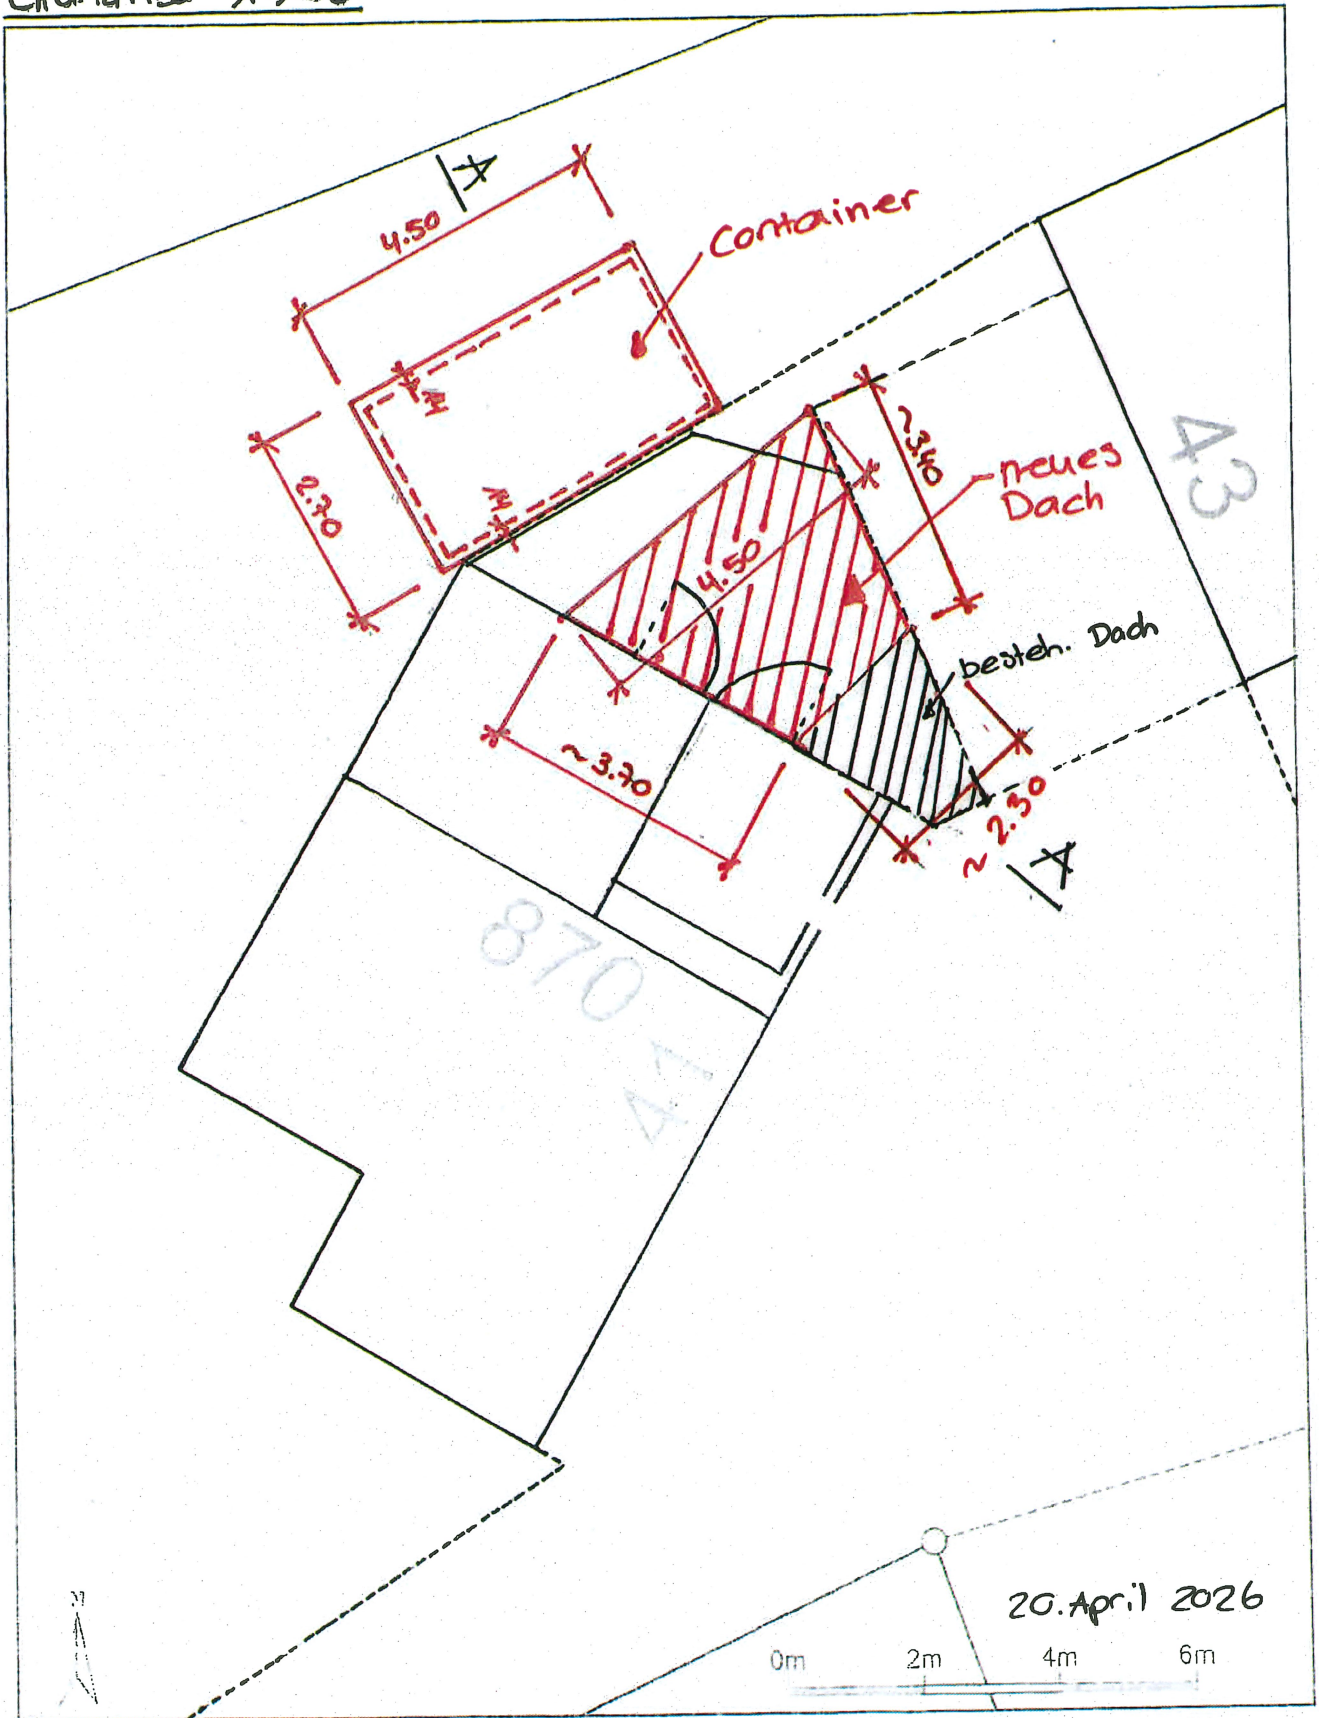 A
4.50
Container
2.70
~3.40
neues
Dach
43
4.50
besteh. Dach
~3.70
~2.30
A
870
41
20. April 2026
0m 2m 4m 6m